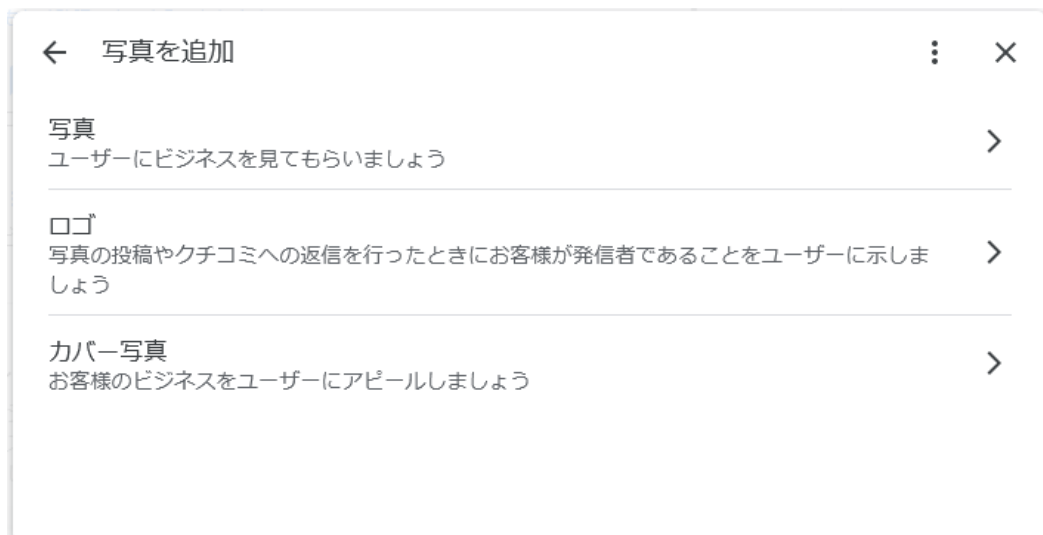 写真を追加
写真
ユーザーにビジネスを見てもらいましょう
ロゴ
写真の投稿やクチコミへの返信を行ったときにお客様が発信者であることをユーザーに示しま
しょう
カバー写真
お客様のビジネスをユーザーにアピールしましょう